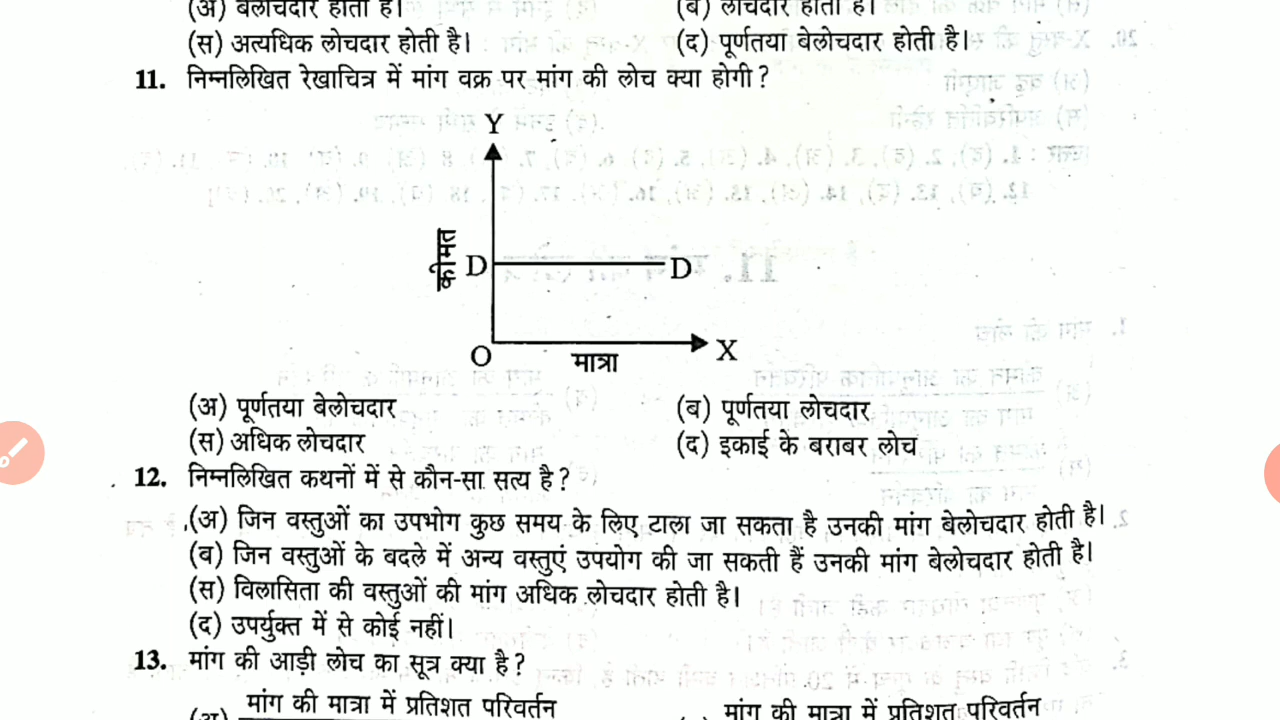 (अ) बेलोचदार होती है। (ब) लोचदार होती है।
(स) अत्यधिक लोचदार होती है। (द) पूर्णतया बेलोचदार होती है।
11. निम्नलिखित रेखाचित्र में मांग वक्र पर मांग की लोच क्या होगी ?
Y
कीमत
D D
O मात्रा X
(अ) पूर्णतया बेलोचदार (ब) पूर्णतया लोचदार
(स) अधिक लोचदार (द) इकाई के बराबर लोच
12. निम्नलिखित कथनों में से कौन-सा सत्य है ?
(अ) जिन वस्तुओं का उपभोग कुछ समय के लिए टाला जा सकता है उनकी मांग बेलोचदार होती है।
(ब) जिन वस्तुओं के बदले में अन्य वस्तुएं उपयोग की जा सकती हैं उनकी मांग बेलोचदार होती है।
(स) विलासिता की वस्तुओं की मांग अधिक लोचदार होती है।
(द) उपर्युक्त में से कोई नहीं।
13. मांग की आड़ी लोच का सूत्र क्या है ?
(अ) मांग की मात्रा में प्रतिशत परिवर्तन मांग की मात्रा में प्रतिशत परिवर्तन